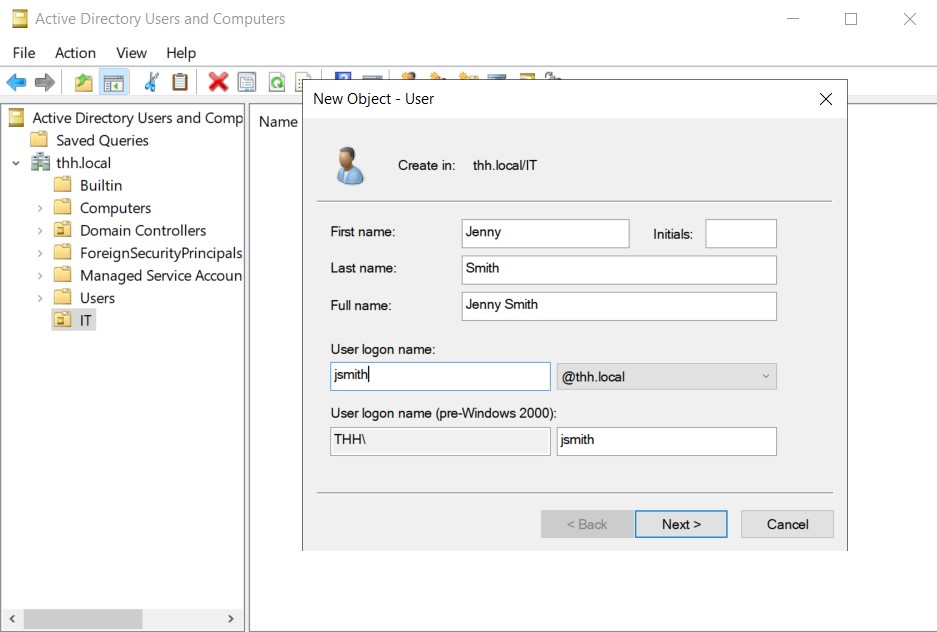 Active Directory Users and Computers
File Action View Help
Active Directory Users and Comp
Saved Queries
thh.local
Builtin
Computers
Domain Controllers
ForeignSecurityPrincipals
Managed Service Accoun
Users
IT
Name
New Object - User
Create in: thh.local/IT
First name: Jenny Initials:
Last name: Smith
Full name: Jenny Smith
User logon name:
jsmith @thh.local
User logon name (pre-Windows 2000):
THH\ jsmith
< Back Next > Cancel